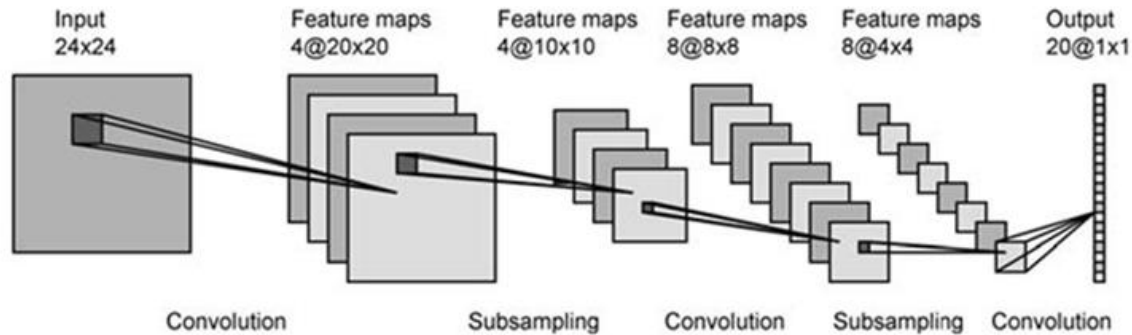 Input
24x24
Feature maps
4@20x20
Feature maps
4@10x10
Feature maps
8@8x8
Feature maps
8@4x4
Output
20@1x1
Convolution
Subsampling
Convolution
Subsampling
Convolution